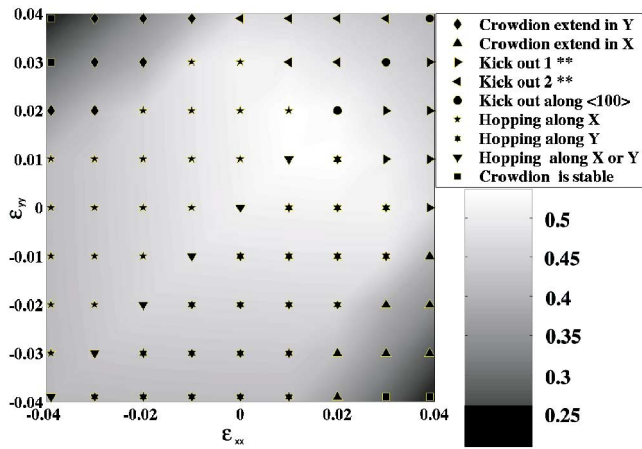 0.04
0.03
0.02
0.01
0
-0.01
-0.02
-0.03
-0.04
εyy
-0.04
-0.02
0
0.02
0.04
εxx
Crowdion extend in Y
Crowdion extend in X
Kick out 1 **
Kick out 2 **
Kick out along <100>
Hopping along X
Hopping along Y
Hopping along X or Y
Crowdion is stable
0.5
0.45
0.4
0.35
0.3
0.25